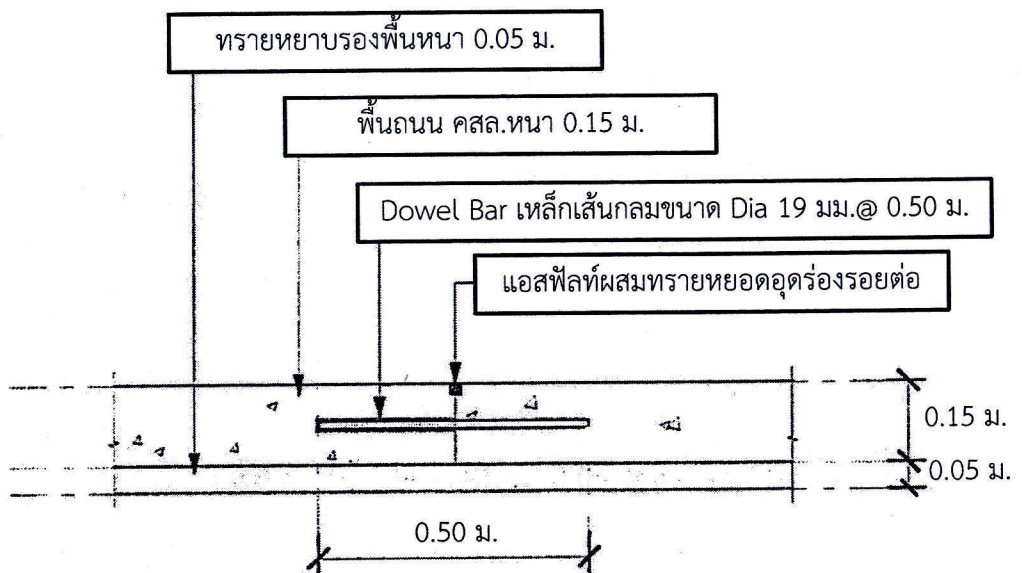 ทรายหยาบรองพื้นหนา 0.05 ม.
พื้นถนน คสล.หนา 0.15 ม.
Dowel Bar เหล็กเส้นกลมขนาด Dia 19 มม.@ 0.50 ม.
แอสฟัลท์ผสมทรายหยอดอุดร่องรอยต่อ
0.15 ม.
0.05 ม.
0.50 ม.